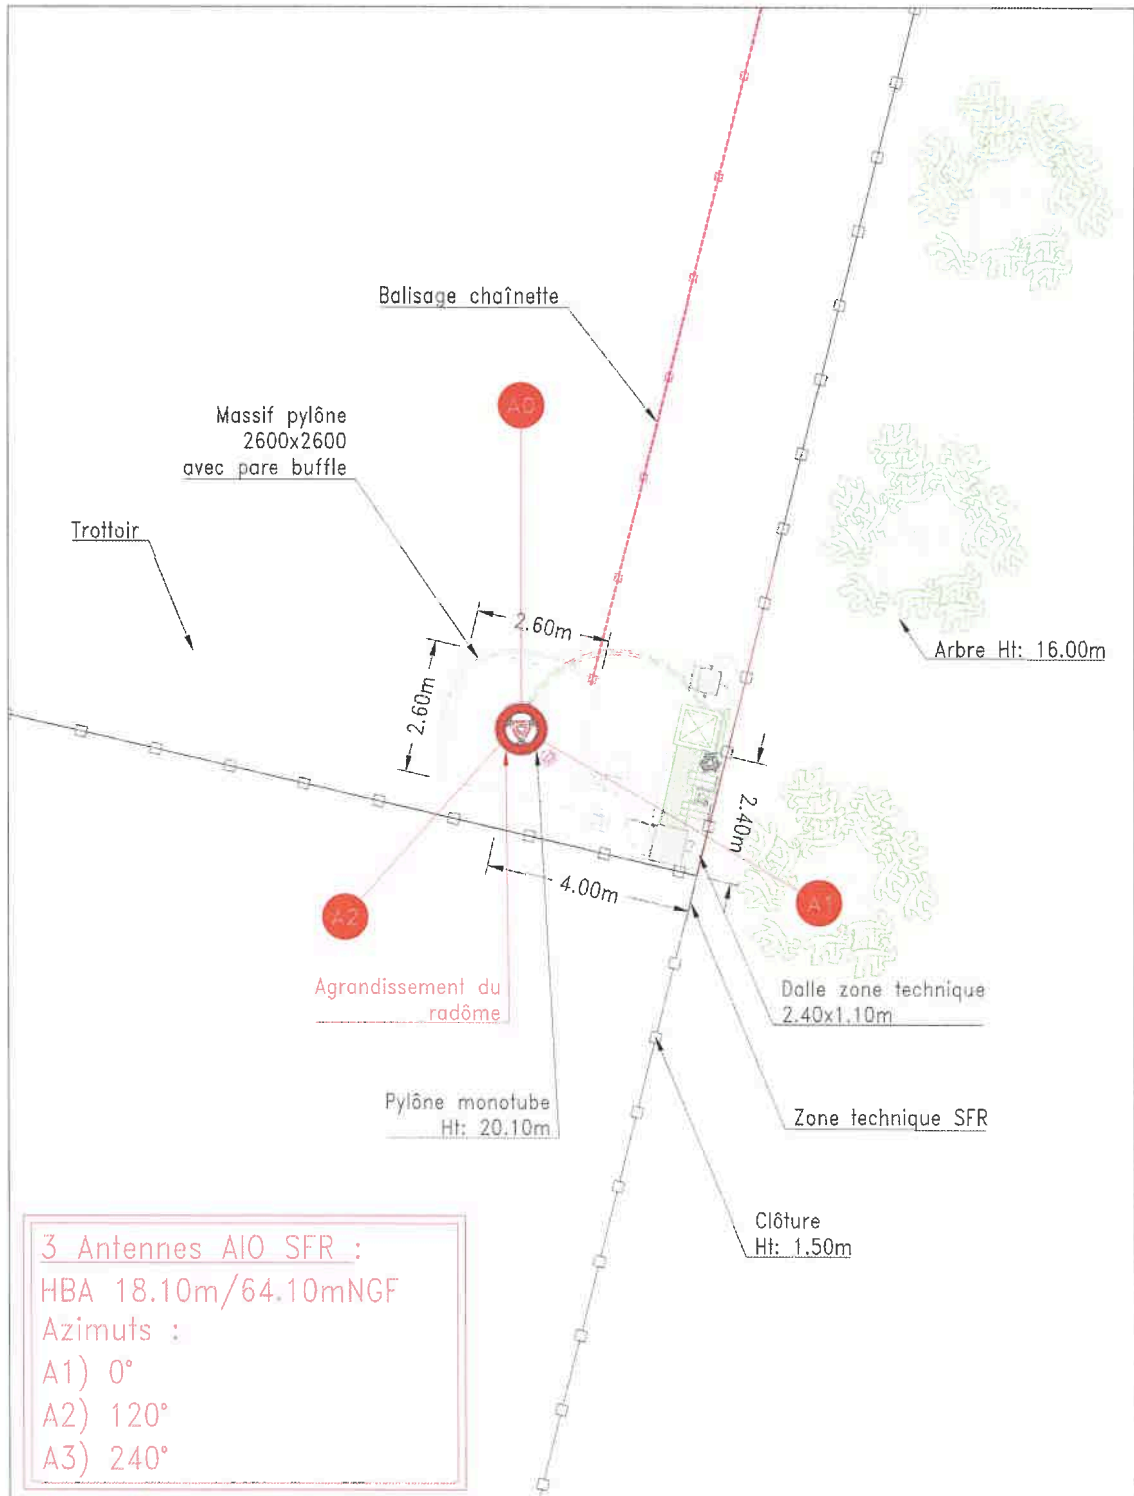 Balisage chaînette
A0
Massif pylône
2600x2600
avec pare buffle
Trottoir
2.60m
Arbre Ht: 16.00m
2.60m
2.40m
4.00m
A2
A1
Agrandissement du
radôme
Dalle zone technique
2.40x1.10m
Pylône monotube
Ht: 20.10m
Zone technique SFR
Clôture
Ht: 1.50m
3 Antennes AIO SFR :
HBA 18.10m/64.10mNGF
Azimuts :
A1) 0°
A2) 120°
A3) 240°